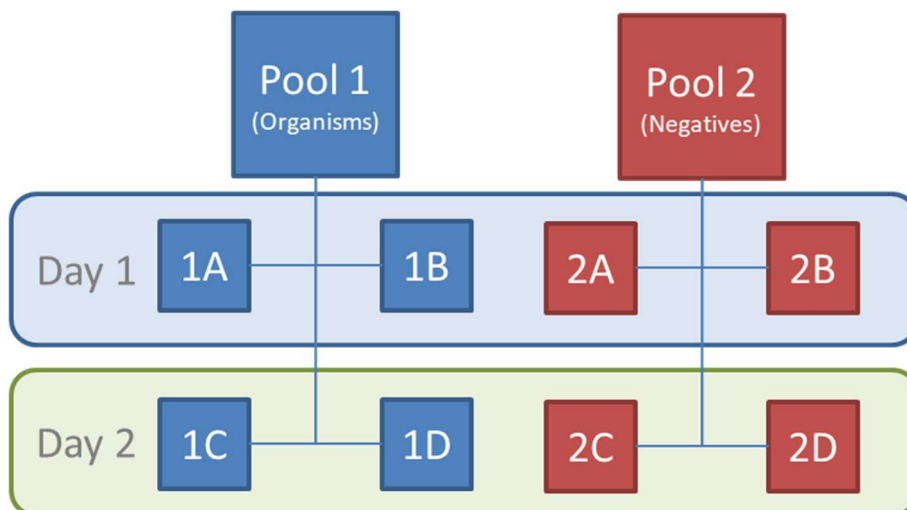 Pool 1
(Organisms)
Pool 2
(Negatives)
Day 1
1A
1B
2A
2B
Day 2
1C
1D
2C
2D